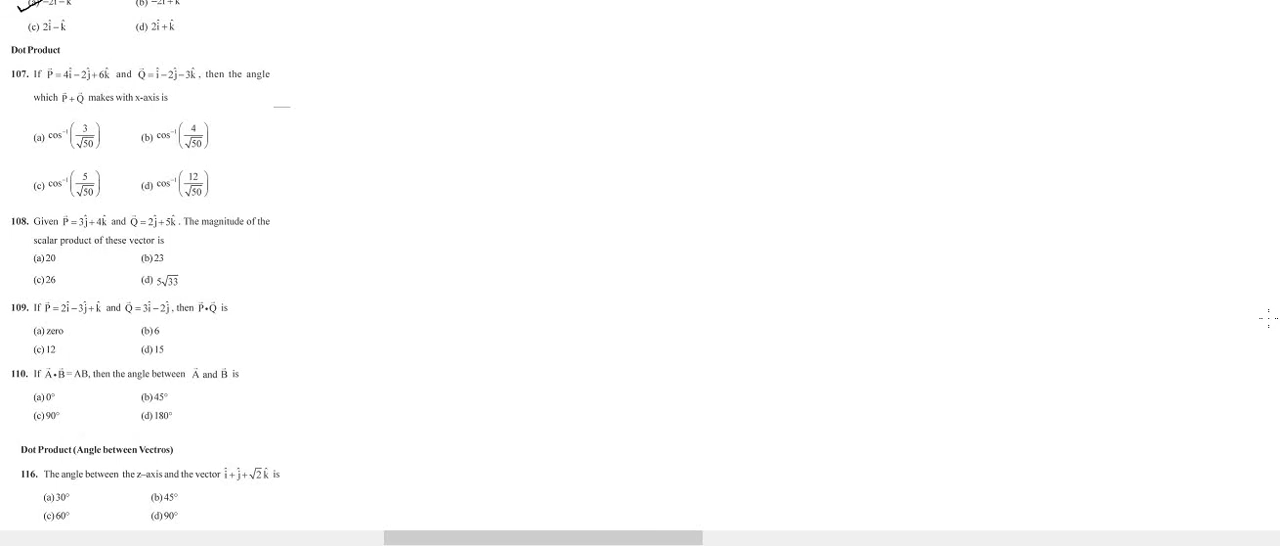 (a) −2î − k̂ (b) −2î + k̂
(c) 2î − k̂ (d) 2î + k̂
Dot Product
107. If P⃗ = 4î − 2ĵ + 6k̂ and Q⃗ = î − 2ĵ − 3k̂, then the angle
which P⃗ + Q⃗ makes with x-axis is
(a) cos⁻¹(3/√50) (b) cos⁻¹(4/√50)
(c) cos⁻¹(5/√50) (d) cos⁻¹(12/√50)
108. Given P⃗ = 3ĵ + 4k̂ and Q⃗ = 2ĵ + 5k̂. The magnitude of the
scalar product of these vector is
(a) 20 (b) 23
(c) 26 (d) 5√33
109. If P⃗ = 2î − 3ĵ + k̂ and Q⃗ = 3î − 2ĵ, then P⃗•Q⃗ is
(a) zero (b) 6
(c) 12 (d) 15
110. If A⃗•B⃗ = AB, then the angle between A⃗ and B⃗ is
(a) 0° (b) 45°
(c) 90° (d) 180°
Dot Product (Angle between Vectros)
116. The angle between the z–axis and the vector î + ĵ + √2 k̂ is
(a) 30° (b) 45°
(c) 60° (d) 90°